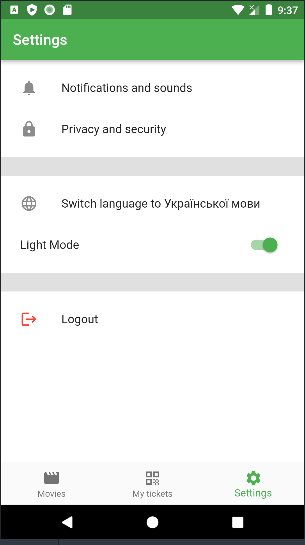 9:37
Settings
Notifications and sounds
Privacy and security
Switch language to Української мови
Light Mode
Logout
Movies
My tickets
Settings